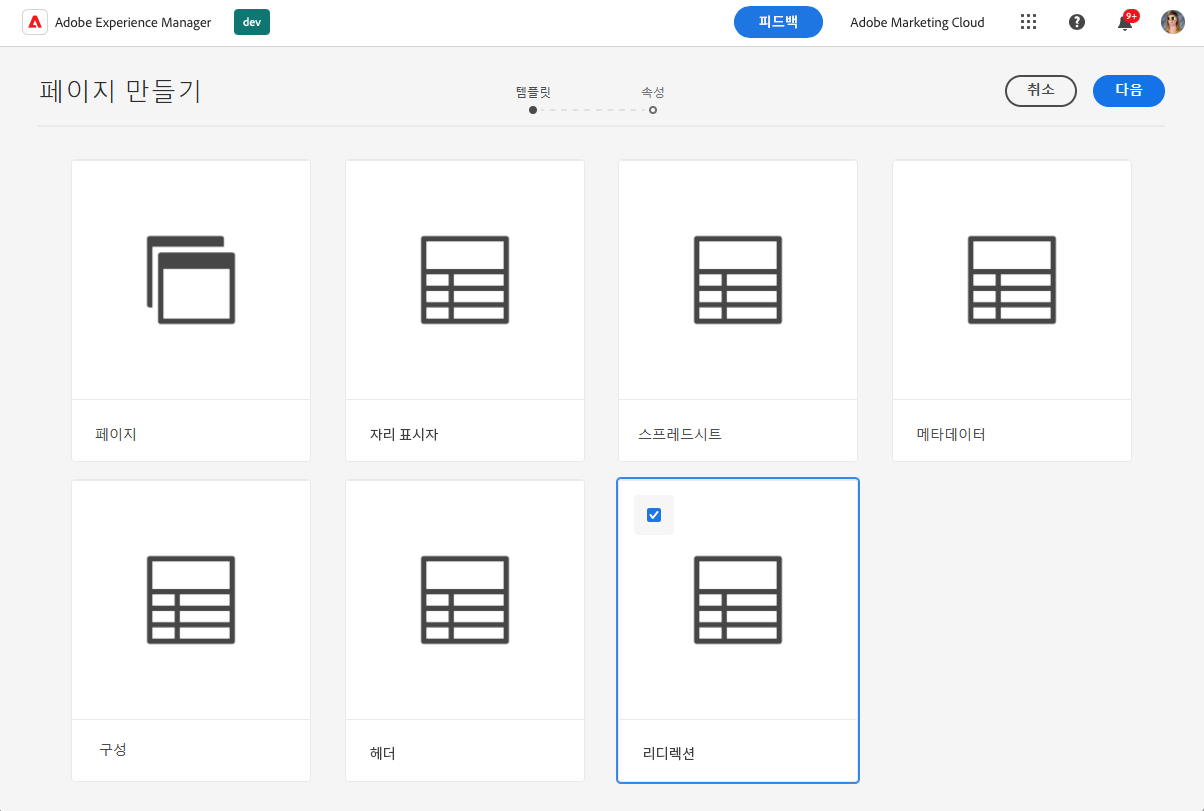 Adobe Experience Manager
dev
피드백
Adobe Marketing Cloud
9+
페이지 만들기
템플릿
속성
취소
다음
페이지
자리 표시자
스프레드시트
메타데이터
구성
헤더
리디렉션